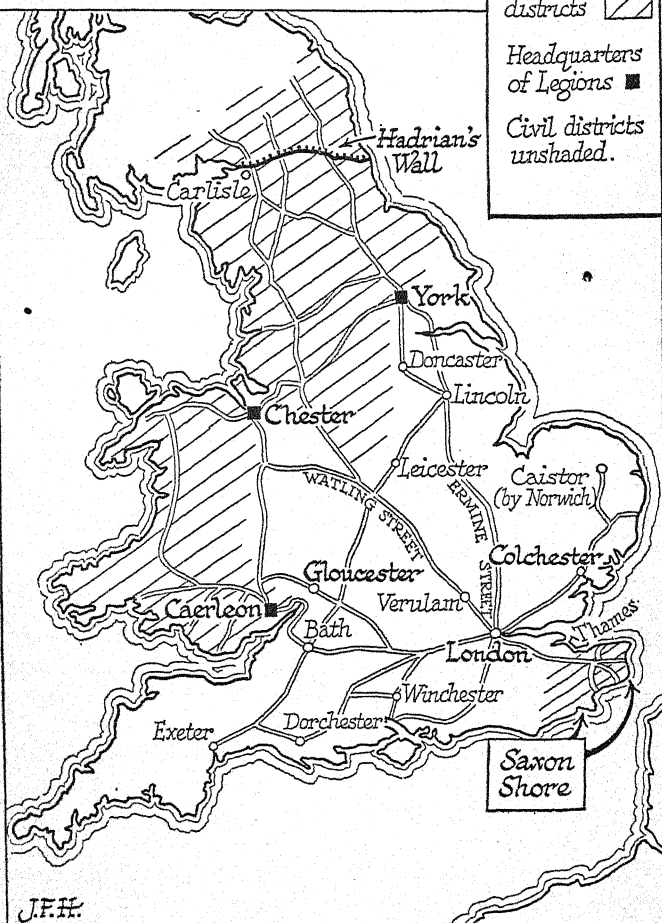 districts
Headquarters
of Legions
Civil districts
unshaded.
Hadrian's
Wall
Carlisle
York
Doncaster
Lincoln
Chester
Leicester
Caistor
(by Norwich)
WATLING STREET
ERMINE STREET
Colchester
Gloucester
Verulam
Caerleon
Thames.
Bath
London
Winchester
Exeter
Dorchester
Saxon
Shore
J.F.H.